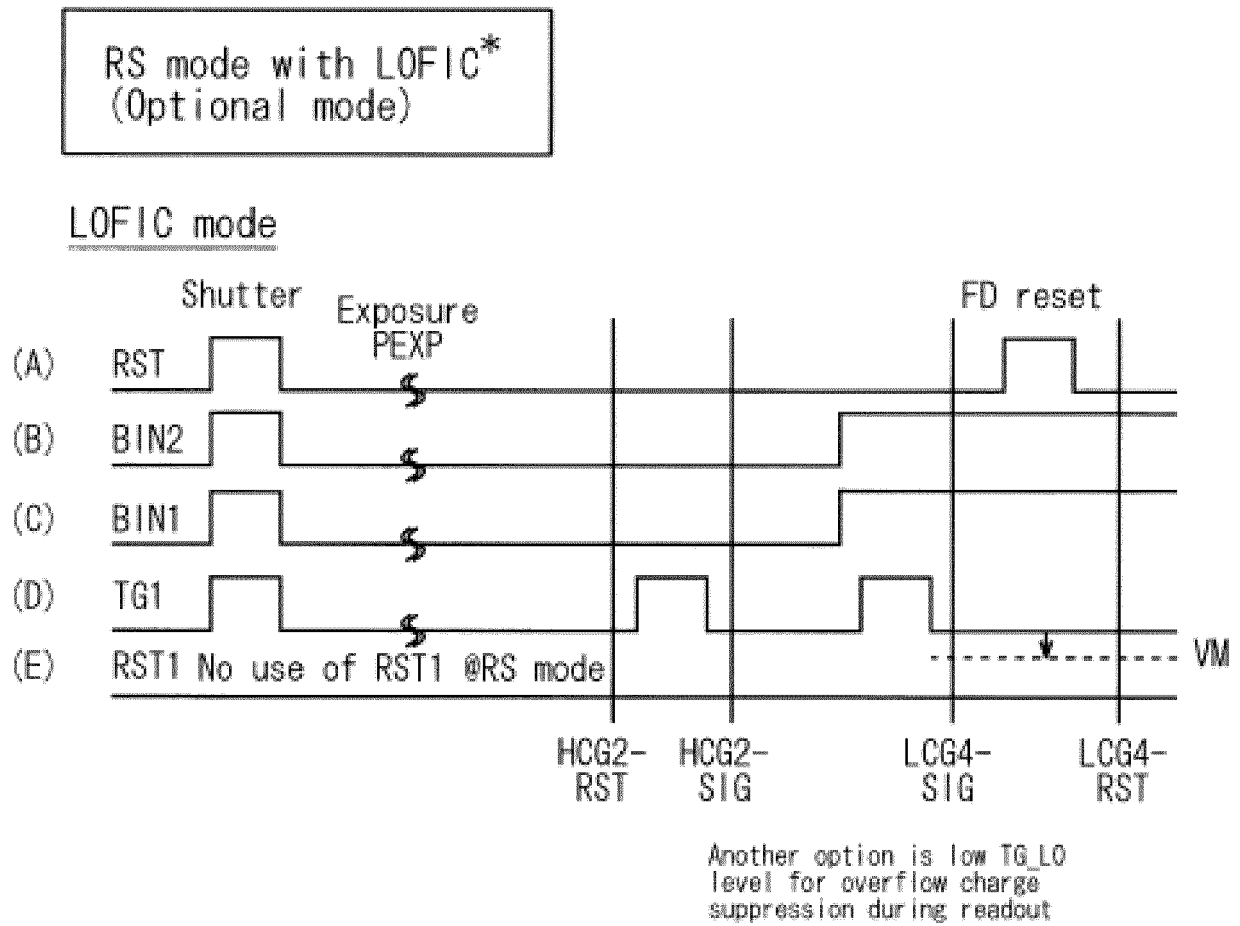 RS mode with LOFIC*
(Optional mode)
LOFIC mode
Shutter
Exposure
PEXP
FD reset
(A) RST
(B) BIN2
(C) BIN1
(D) TG1
(E) RST1 No use of RST1 @RS mode
VM
HCG2-
RST
HCG2-
SIG
LCG4-
SIG
LCG4-
RST
Another option is low TG_LO
level for overflow charge
suppression during readout